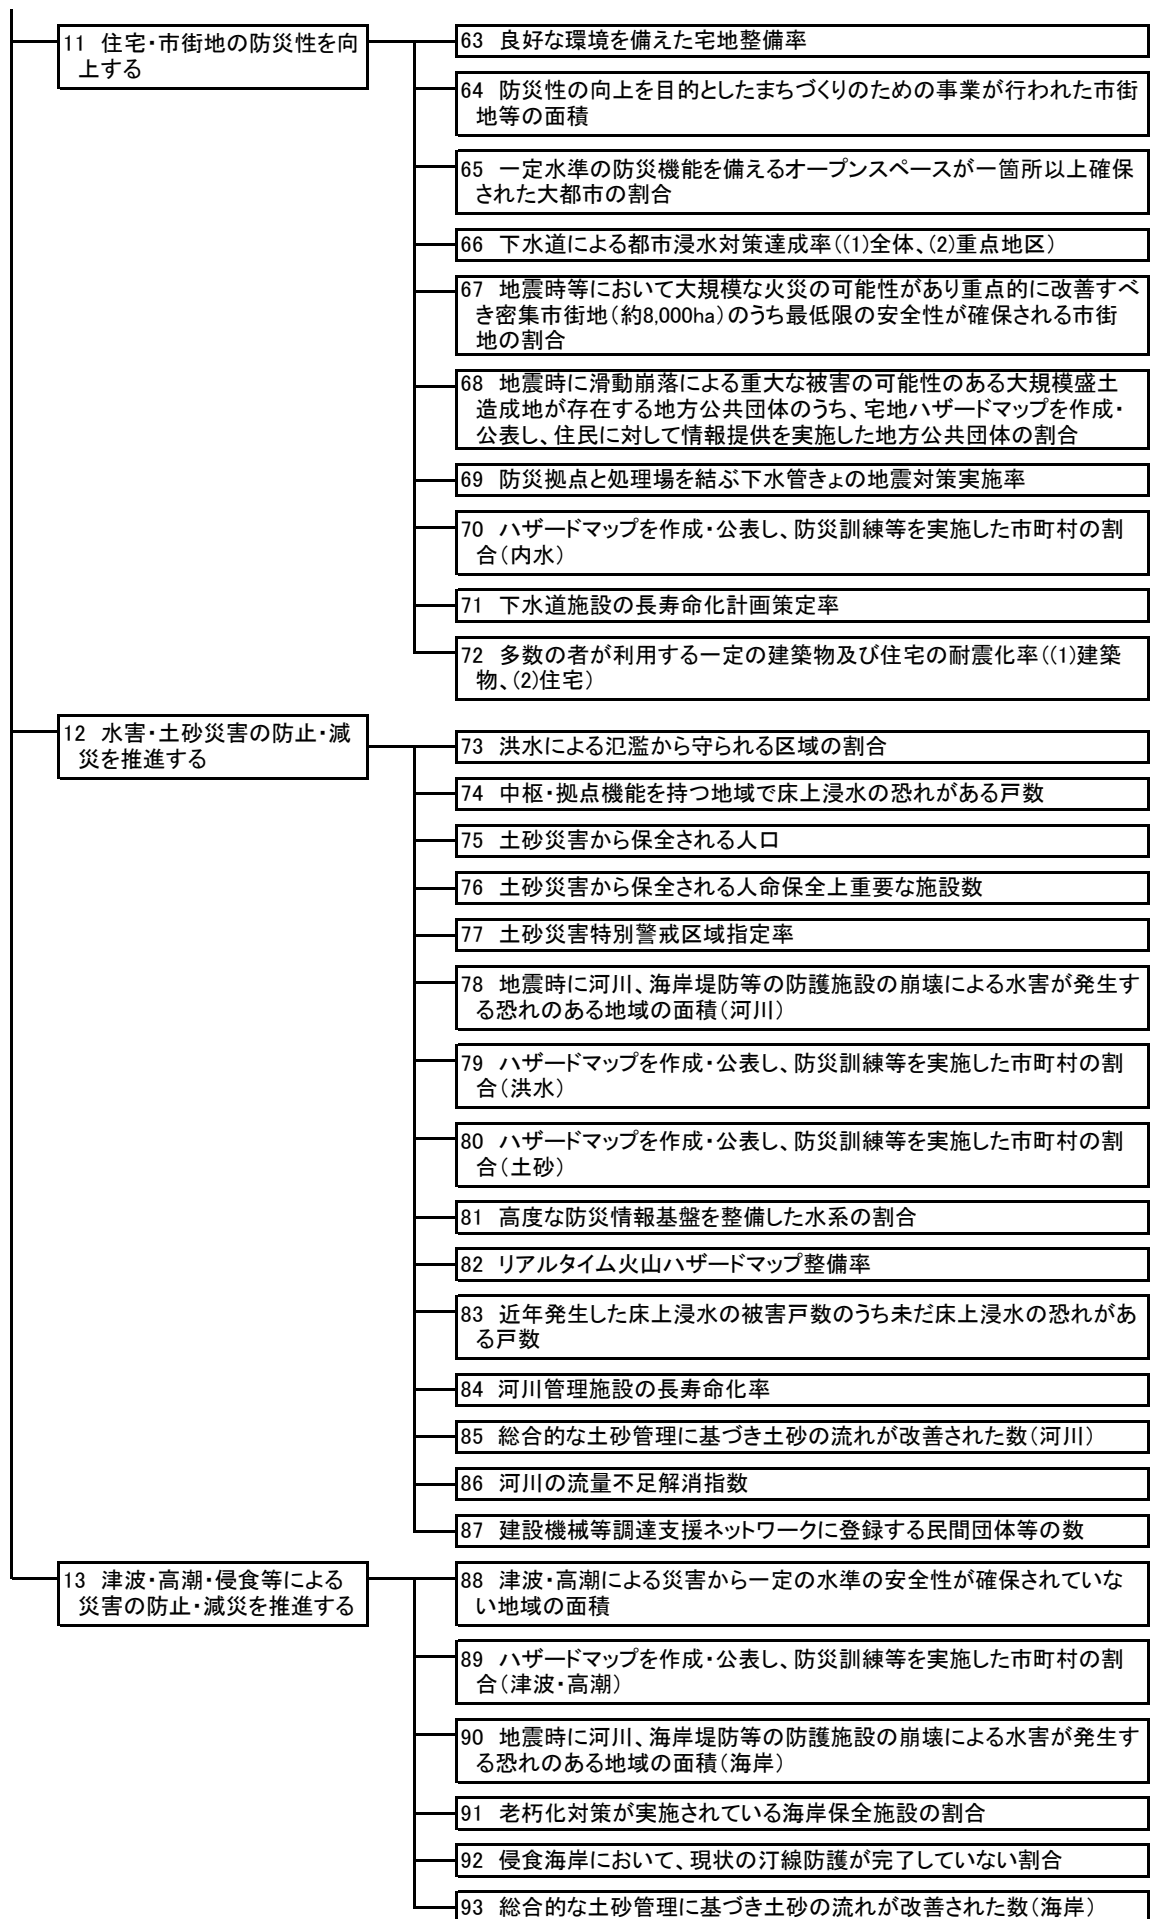 11 住宅・市街地の防災性を向
上する
63 良好な環境を備えた宅地整備率
64 防災性の向上を目的としたまちづくりのための事業が行われた市街
地等の面積
65 一定水準の防災機能を備えるオープンスペースが一箇所以上確保
された大都市の割合
66 下水道による都市浸水対策達成率((1)全体、(2)重点地区)
67 地震時等において大規模な火災の可能性があり重点的に改善すべ
き密集市街地(約8,000ha)のうち最低限の安全性が確保される市街
地の割合
68 地震時に滑動崩落による重大な被害の可能性のある大規模盛土
造成地が存在する地方公共団体のうち、宅地ハザードマップを作成・
公表し、住民に対して情報提供を実施した地方公共団体の割合
69 防災拠点と処理場を結ぶ下水管きょの地震対策実施率
70 ハザードマップを作成・公表し、防災訓練等を実施した市町村の割
合(内水)
71 下水道施設の長寿命化計画策定率
72 多数の者が利用する一定の建築物及び住宅の耐震化率((1)建築
物、(2)住宅)
12 水害・土砂災害の防止・減
災を推進する
73 洪水による氾濫から守られる区域の割合
74 中枢・拠点機能を持つ地域で床上浸水の恐れがある戸数
75 土砂災害から保全される人口
76 土砂災害から保全される人命保全上重要な施設数
77 土砂災害特別警戒区域指定率
78 地震時に河川、海岸堤防等の防護施設の崩壊による水害が発生す
る恐れのある地域の面積(河川)
79 ハザードマップを作成・公表し、防災訓練等を実施した市町村の割
合(洪水)
80 ハザードマップを作成・公表し、防災訓練等を実施した市町村の割
合(土砂)
81 高度な防災情報基盤を整備した水系の割合
82 リアルタイム火山ハザードマップ整備率
83 近年発生した床上浸水の被害戸数のうち未だ床上浸水の恐れがあ
る戸数
84 河川管理施設の長寿命化率
85 総合的な土砂管理に基づき土砂の流れが改善された数(河川)
86 河川の流量不足解消指数
87 建設機械等調達支援ネットワークに登録する民間団体等の数
13 津波・高潮・侵食等による
災害の防止・減災を推進する
88 津波・高潮による災害から一定の水準の安全性が確保されていな
い地域の面積
89 ハザードマップを作成・公表し、防災訓練等を実施した市町村の割
合(津波・高潮)
90 地震時に河川、海岸堤防等の防護施設の崩壊による水害が発生す
る恐れのある地域の面積(海岸)
91 老朽化対策が実施されている海岸保全施設の割合
92 侵食海岸において、現状の汀線防護が完了していない割合
93 総合的な土砂管理に基づき土砂の流れが改善された数(海岸)